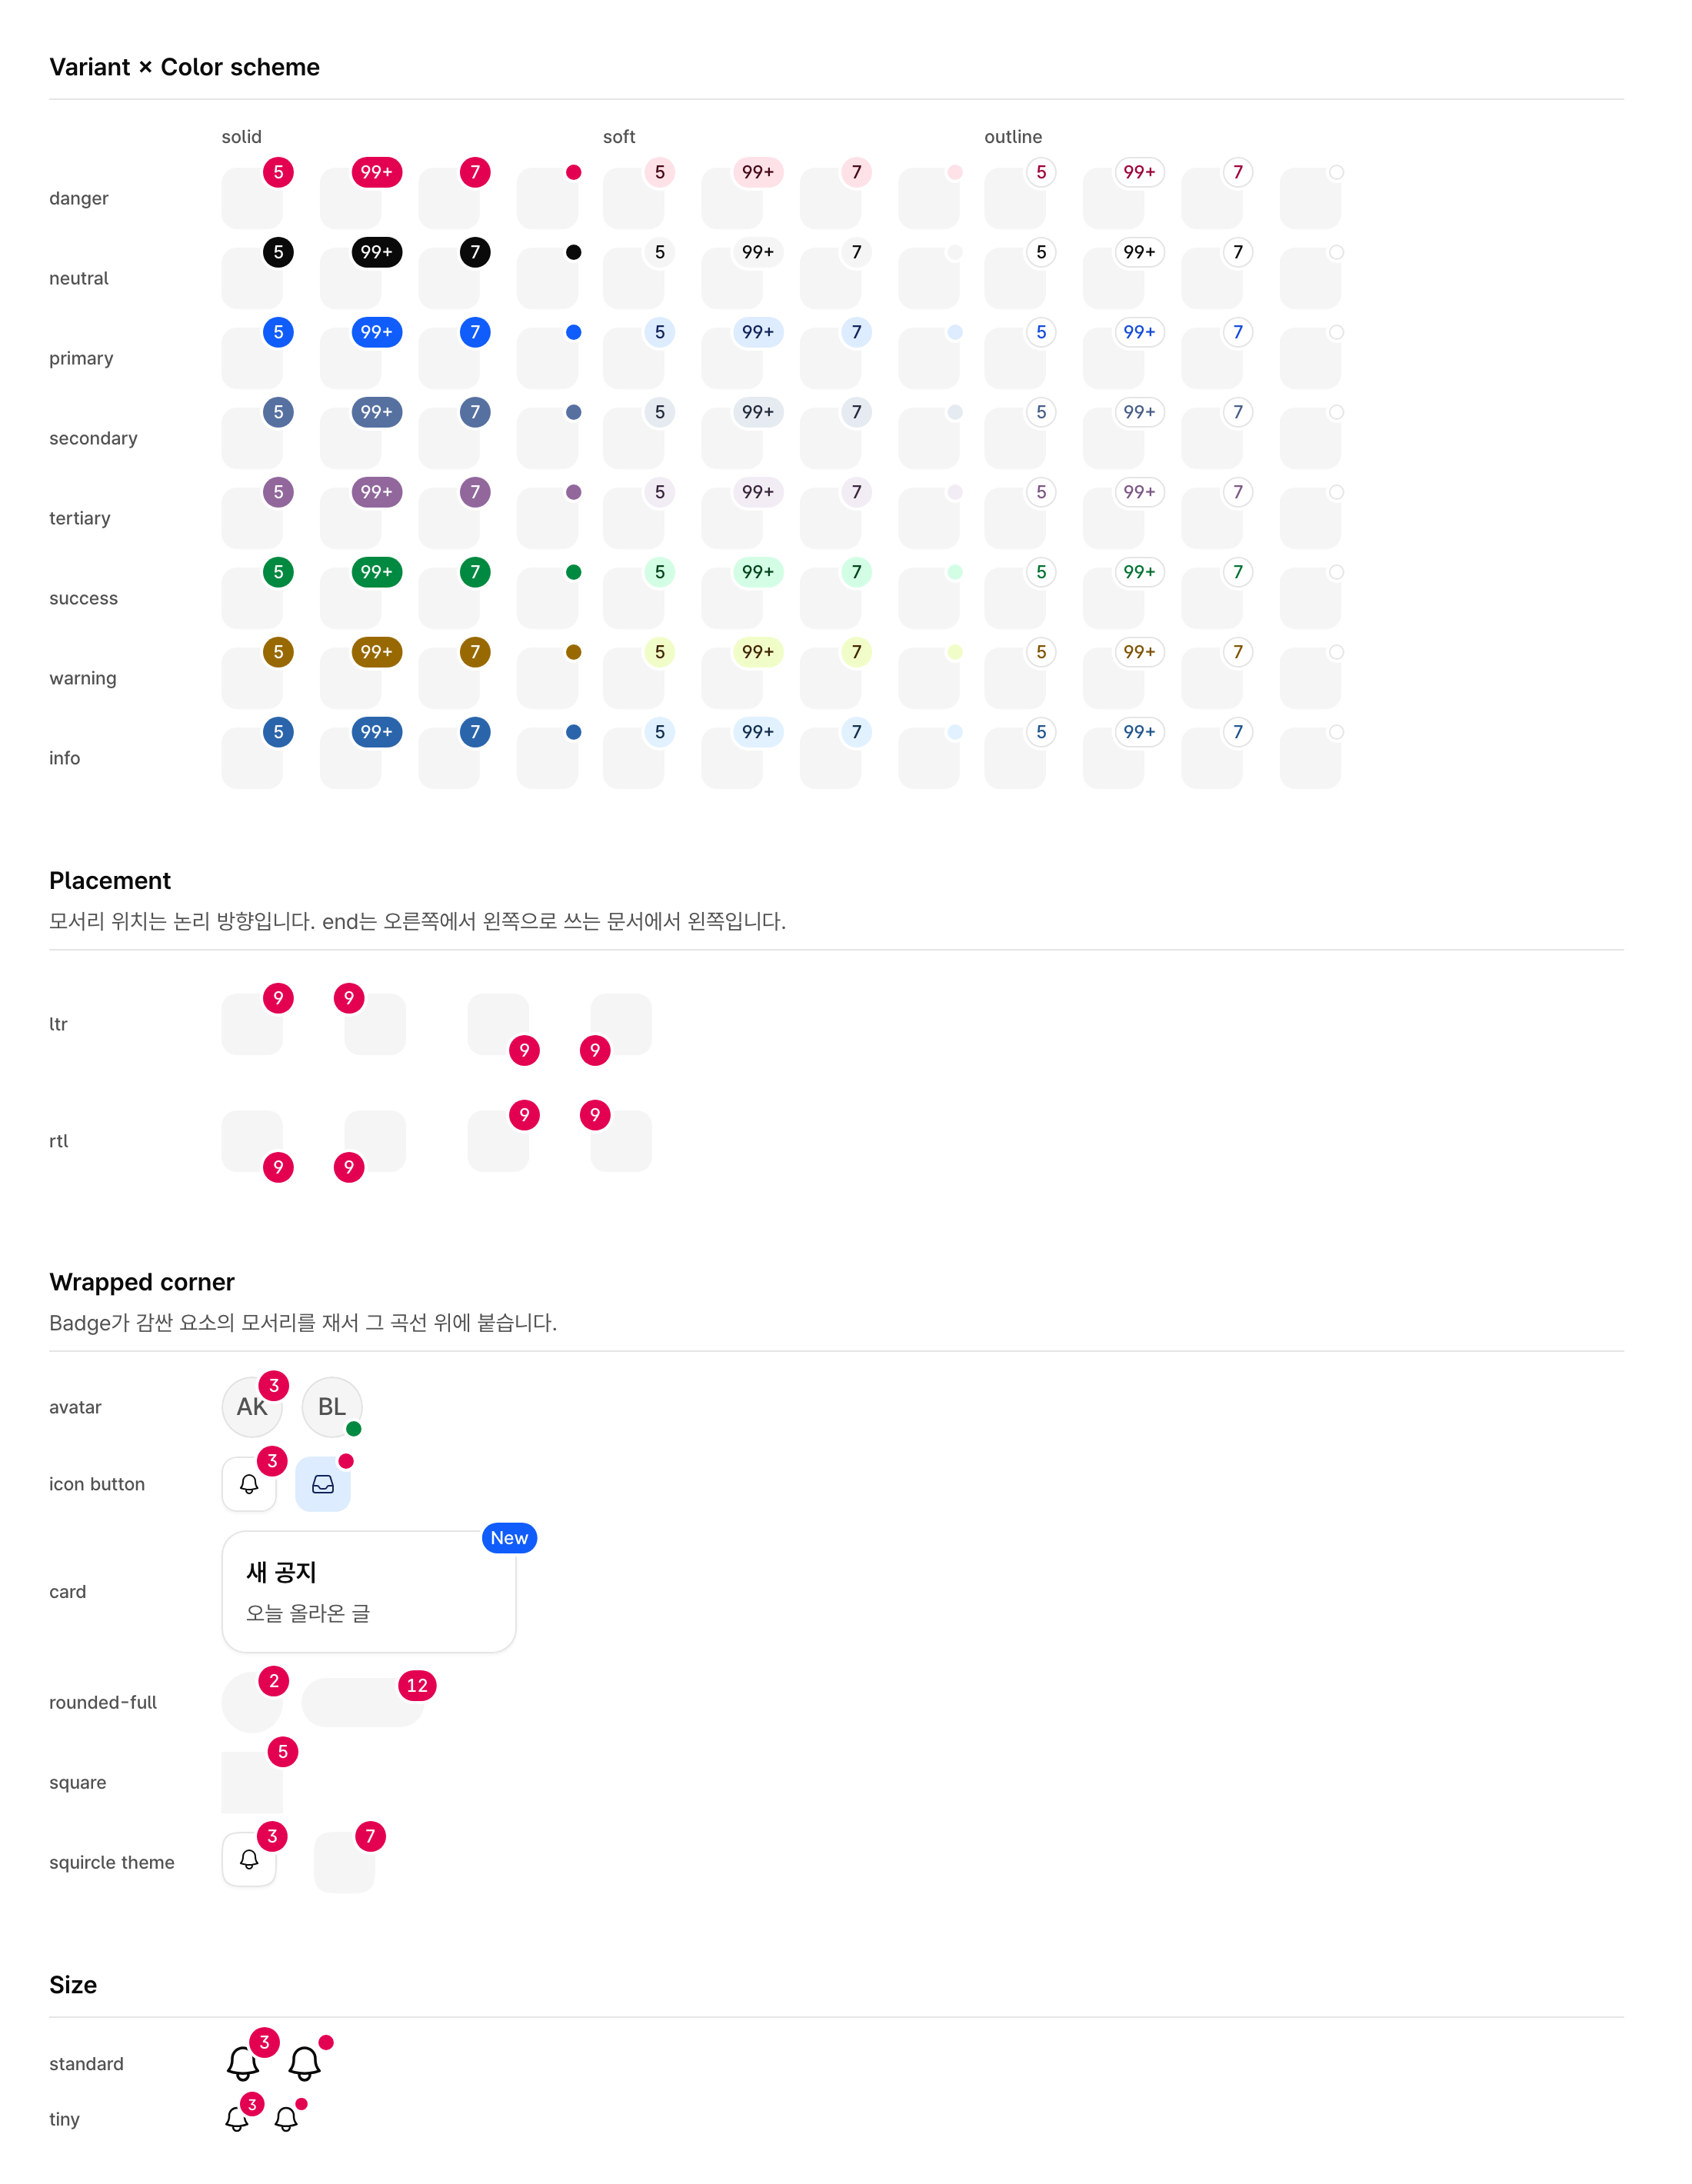 Variant × Color scheme
solid soft outline
danger 5 99+ 7 5 99+ 7 5 99+ 7
neutral 5 99+ 7 5 99+ 7 5 99+ 7
primary 5 99+ 7 5 99+ 7 5 99+ 7
secondary 5 99+ 7 5 99+ 7 5 99+ 7
tertiary 5 99+ 7 5 99+ 7 5 99+ 7
success 5 99+ 7 5 99+ 7 5 99+ 7
warning 5 99+ 7 5 99+ 7 5 99+ 7
info 5 99+ 7 5 99+ 7 5 99+ 7
Placement
모서리 위치는 논리 방향입니다. end는 오른쪽에서 왼쪽으로 쓰는 문서에서 왼쪽입니다.
ltr 9 9 9 9
rtl 9 9 9 9
Wrapped corner
Badge가 감싼 요소의 모서리를 재서 그 곡선 위에 붙습니다.
avatar AK 3 BL
icon button 3
card
New
새 공지
오늘 올라온 글
rounded-full 2 12
square 5
squircle theme 3 7
Size
standard 3
tiny 3